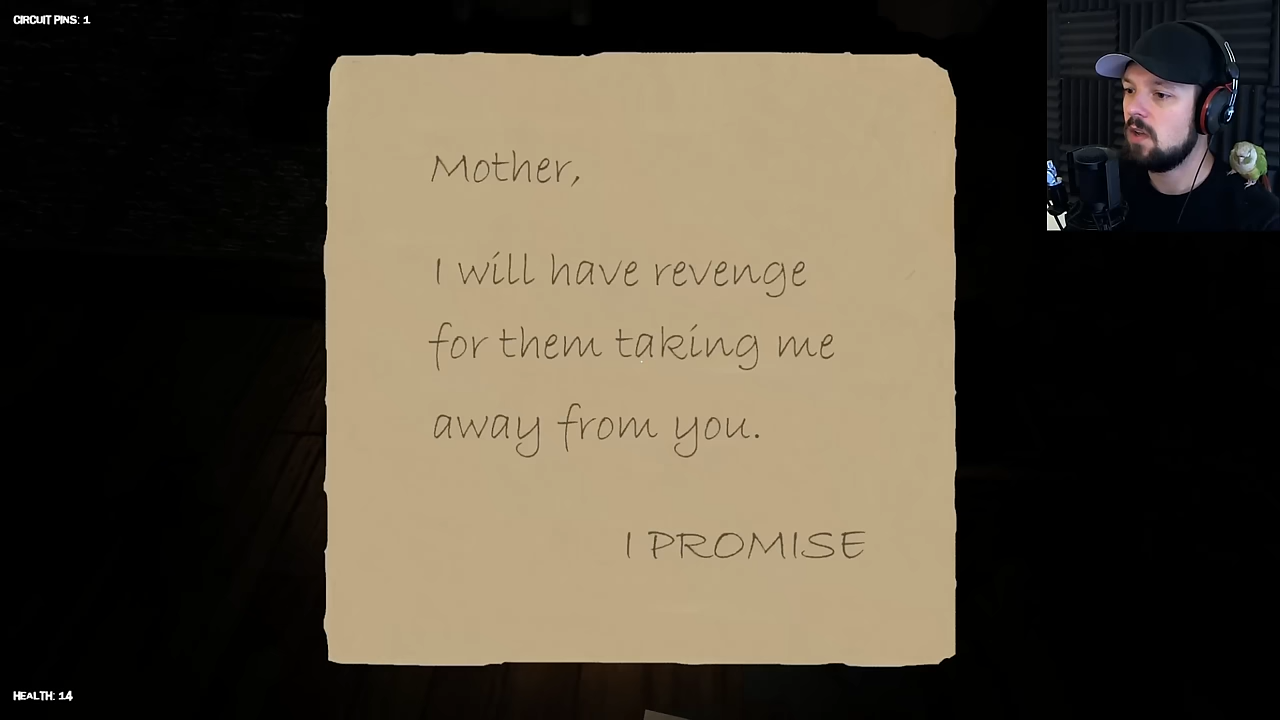 CIRCUIT PINS: 1
Mother,
I will have revenge
for them taking me
away from you.
I PROMISE
HEALTH: 14